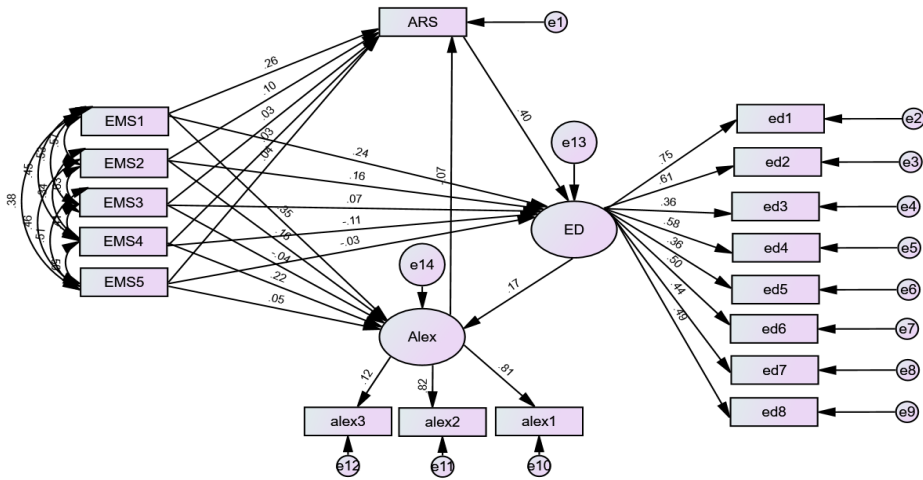 ARS
e1
.26
.10
.03
.03
.04
EMS1
EMS2
EMS3
EMS4
EMS5
.38
.45
.46
.51
.40
.07
.24
.16
.07
-.11
-.03
.35
.16
-.04
.22
.05
e13
ED
.17
e14
Alex
.12
.82
.81
alex3
alex2
alex1
e12
e11
e10
.75
.61
.36
.58
.36
.50
.44
.49
ed1
ed2
ed3
ed4
ed5
ed6
ed7
ed8
e2
e3
e4
e5
e6
e7
e8
e9